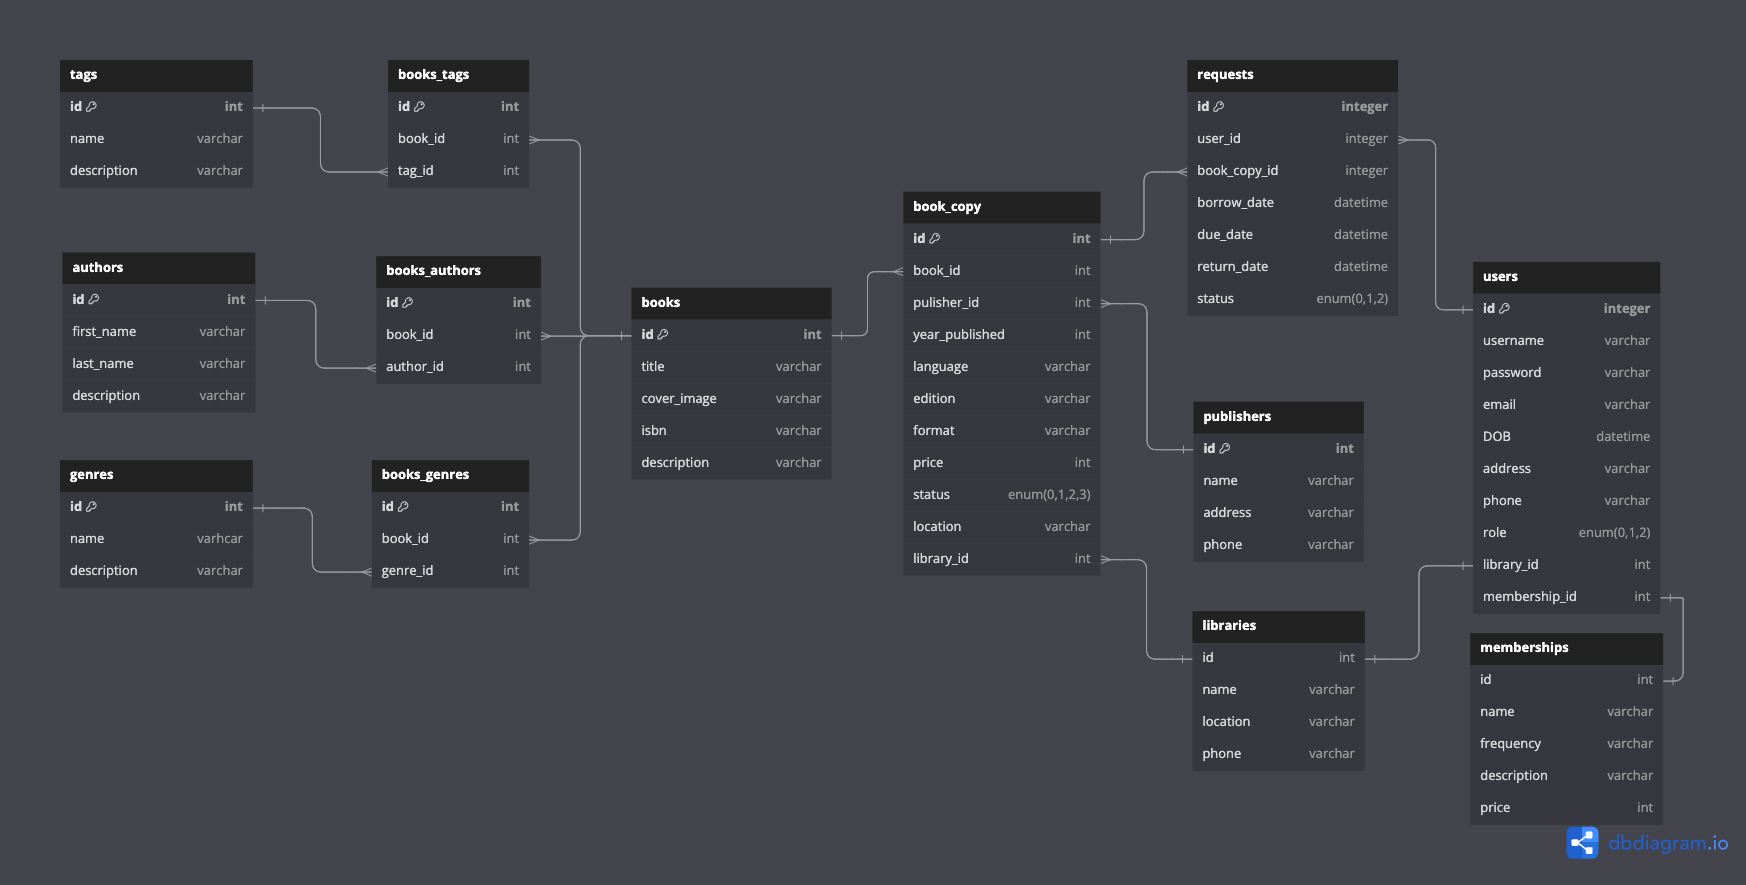 tags
id int
name varchar
description varchar
books_tags
id int
book_id int
tag_id int
authors
id int
first_name varchar
last_name varchar
description varchar
books_authors
id int
book_id int
author_id int
genres
id int
name varhcar
description varchar
books_genres
id int
book_id int
genre_id int
books
id int
title varchar
cover_image varchar
isbn varchar
description varchar
book_copy
id int
book_id int
pulisher_id int
year_published int
language varchar
edition varchar
format varchar
price int
status enum(0,1,2,3)
location varchar
library_id int
requests
id integer
user_id integer
book_copy_id integer
borrow_date datetime
due_date datetime
return_date datetime
status enum(0,1,2)
publishers
id int
name varchar
address varchar
phone varchar
libraries
id int
name varchar
location varchar
phone varchar
users
id integer
username varchar
password varchar
email varchar
DOB datetime
address varchar
phone varchar
role enum(0,1,2)
library_id int
membership_id int
memberships
id int
name varchar
frequency varchar
description varchar
price int
dbdiagram.io